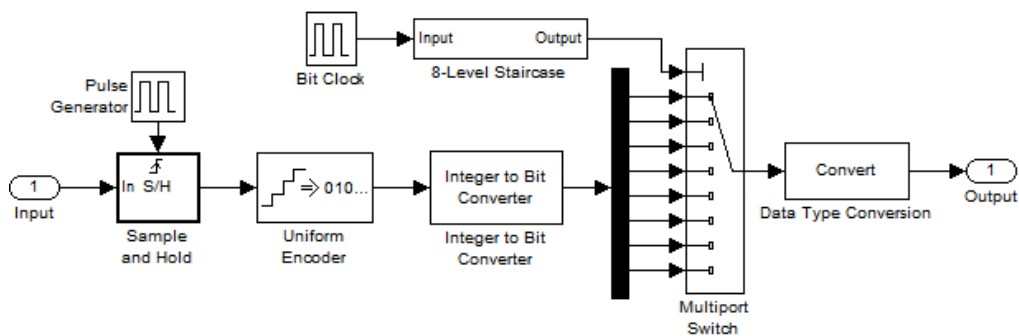 Input
Output
Bit Clock
8-Level Staircase
Pulse
Generator
1
Input
In S/H
Sample
and Hold
010...
Uniform
Encoder
Integer to Bit
Converter
Integer to Bit
Converter
Multiport
Switch
Convert
Data Type Conversion
1
Output